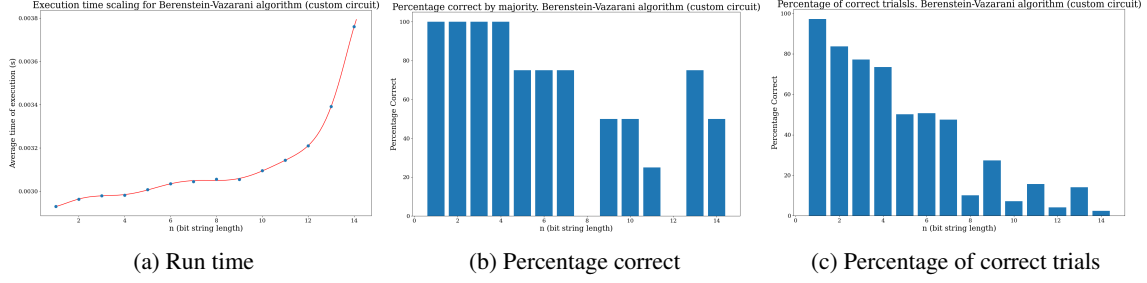 Execution time scaling for Berenstein-Vazarani algorithm (custom circuit)
0.0038
0.0036
0.0034
0.0032
0.0030
Average time of execution (s)
2 4 6 8 10 12 14
n (bit string length)
(a) Run time
Percentage correct by majority. Berenstein-Vazarani algorithm (custom circuit)
100
80
60
40
20
0
Percentage Correct
0 2 4 6 8 10 12 14
n (bit string length)
(b) Percentage correct
Percentage of correct trialsls. Berenstein-Vazarani algorithm (custom circuit)
100
80
60
40
20
0
Percentage Correct
0 2 4 6 8 10 12 14
n (bit string length)
(c) Percentage of correct trials